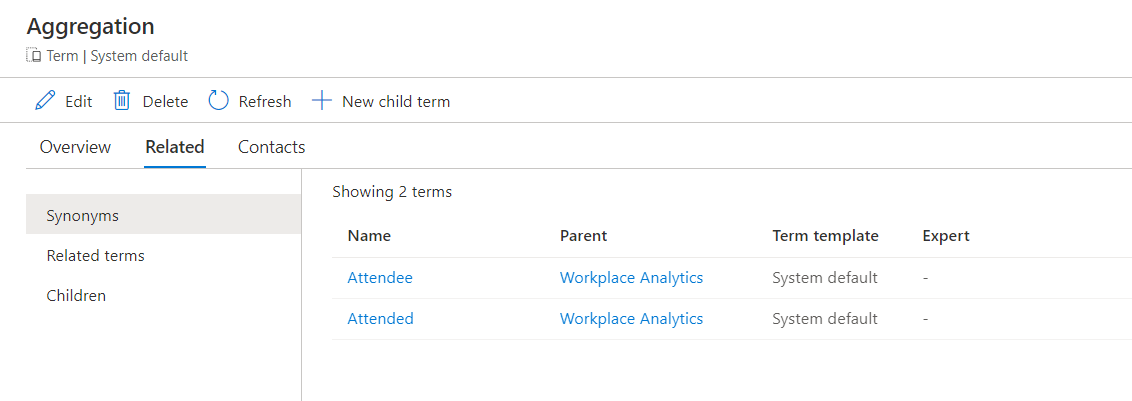 Aggregation
Term | System default
Edit Delete Refresh New child term
Overview Related Contacts
Synonyms
Related terms
Children
Showing 2 terms
Name Parent Term template Expert
Attendee Workplace Analytics System default -
Attended Workplace Analytics System default -